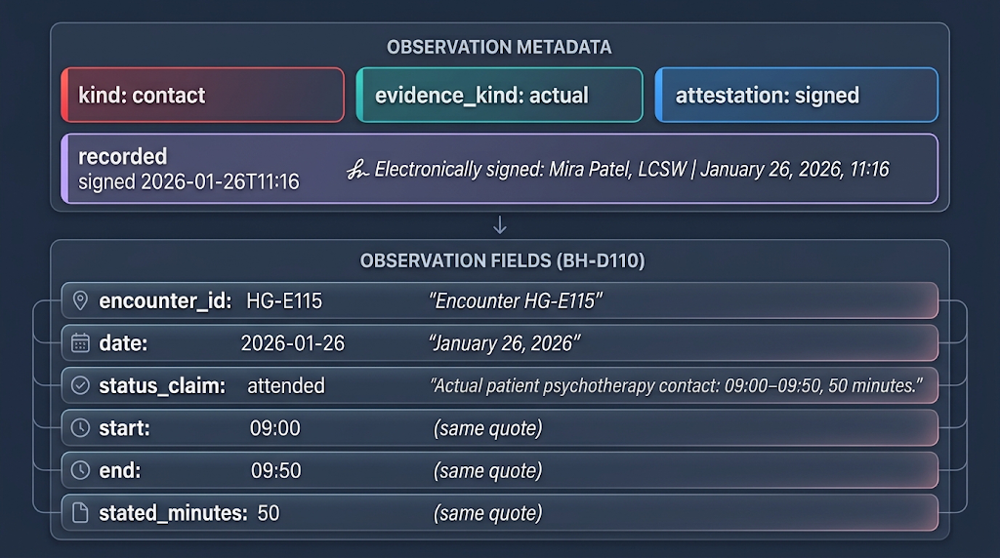 OBSERVATION METADATA
kind: contact
evidence_kind: actual
attestation: signed
recorded
signed 2026-01-26T11:16
Electronically signed: Mira Patel, LCSW | January 26, 2026, 11:16
OBSERVATION FIELDS (BH-D110)
encounter_id: HG-E115 "Encounter HG-E115"
date: 2026-01-26 "January 26, 2026"
status_claim: attended "Actual patient psychotherapy contact: 09:00–09:50, 50 minutes."
start: 09:00 (same quote)
end: 09:50 (same quote)
stated_minutes: 50 (same quote)